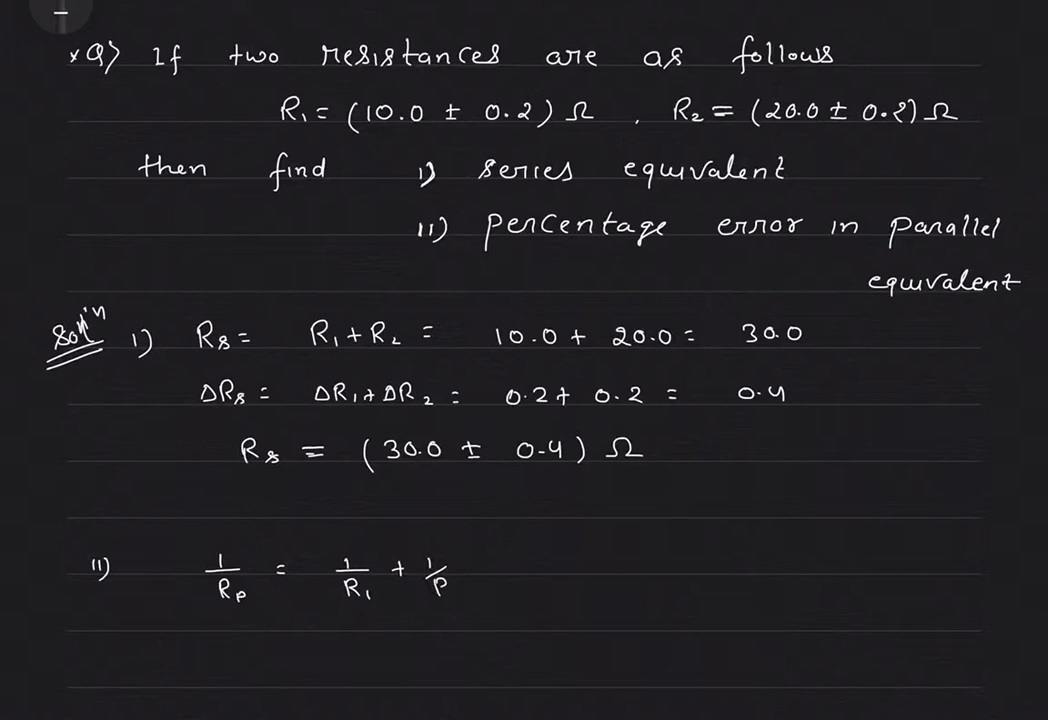 *Q) If two resistances are as follows
R₁ = (10.0 ± 0.2) Ω , R₂ = (20.0 ± 0.2) Ω
then find i) series equivalent
ii) percentage error in parallel
equivalent
Solⁿ i) Rs = R₁ + R₂ = 10.0 + 20.0 = 30.0
ΔRs = ΔR₁ + ΔR₂ = 0.2 + 0.2 = 0.4
Rs = (30.0 ± 0.4) Ω
ii) 1/Rp = 1/R₁ + 1/P